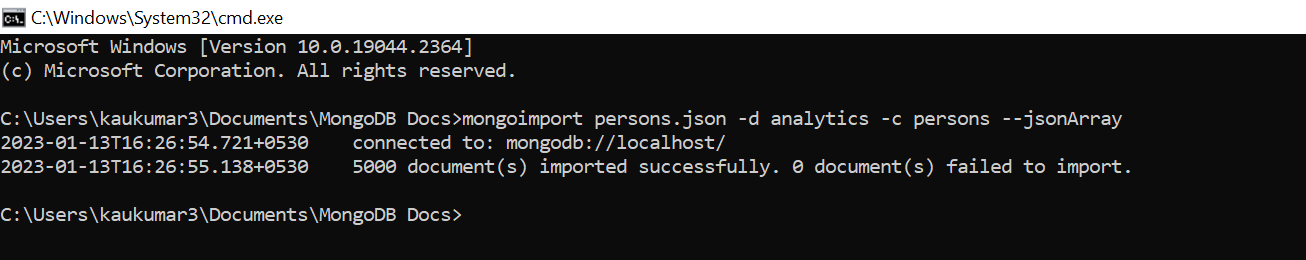 C:\Windows\System32\cmd.exe
Microsoft Windows [Version 10.0.19044.2364]
(c) Microsoft Corporation. All rights reserved.
C:\Users\kaukumar3\Documents\MongoDB Docs>mongoimport persons.json -d analytics -c persons --jsonArray
2023-01-13T16:26:54.721+0530    connected to: mongodb://localhost/
2023-01-13T16:26:55.138+0530    5000 document(s) imported successfully. 0 document(s) failed to import.
C:\Users\kaukumar3\Documents\MongoDB Docs>